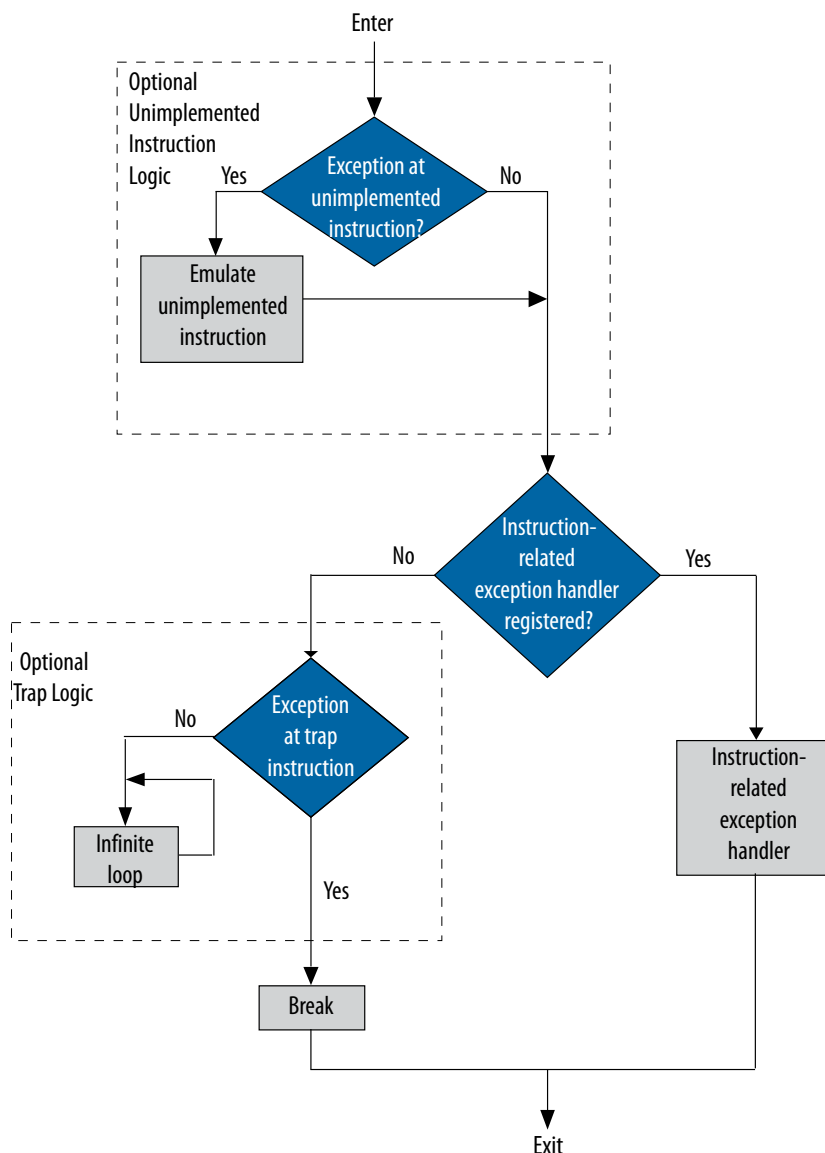 Enter
Optional
Unimplemented
Instruction
Logic
Yes
Exception at
unimplemented
instruction?
No
Emulate
unimplemented
instruction
Instruction-
related
exception handler
registered?
No
Yes
Optional
Trap Logic
No
Exception
at trap
instruction
Infinite
loop
Yes
Instruction-
related
exception
handler
Break
Exit